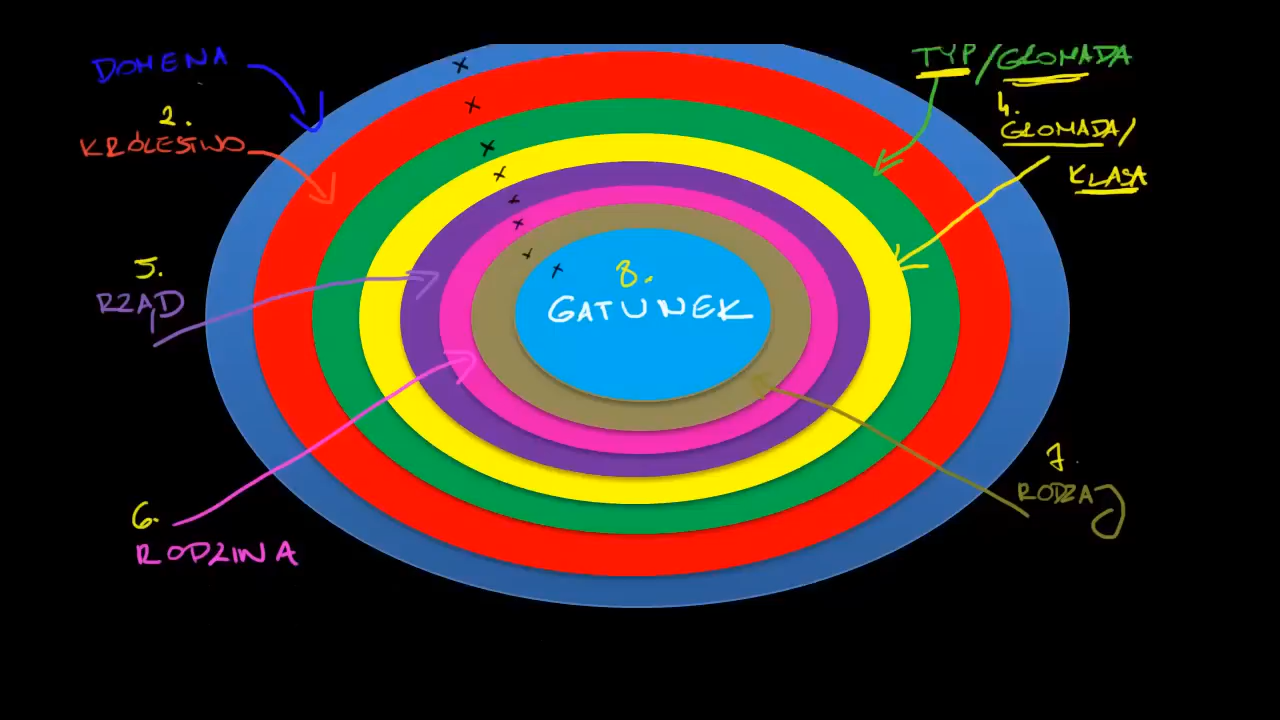 DOMENA
2.
KRÓLESTWO
TYP/GROMADA
4.
GROMADA/
KLASA
5.
RZĄD
8.
GATUNEK
6.
RODZINA
7.
RODZAJ